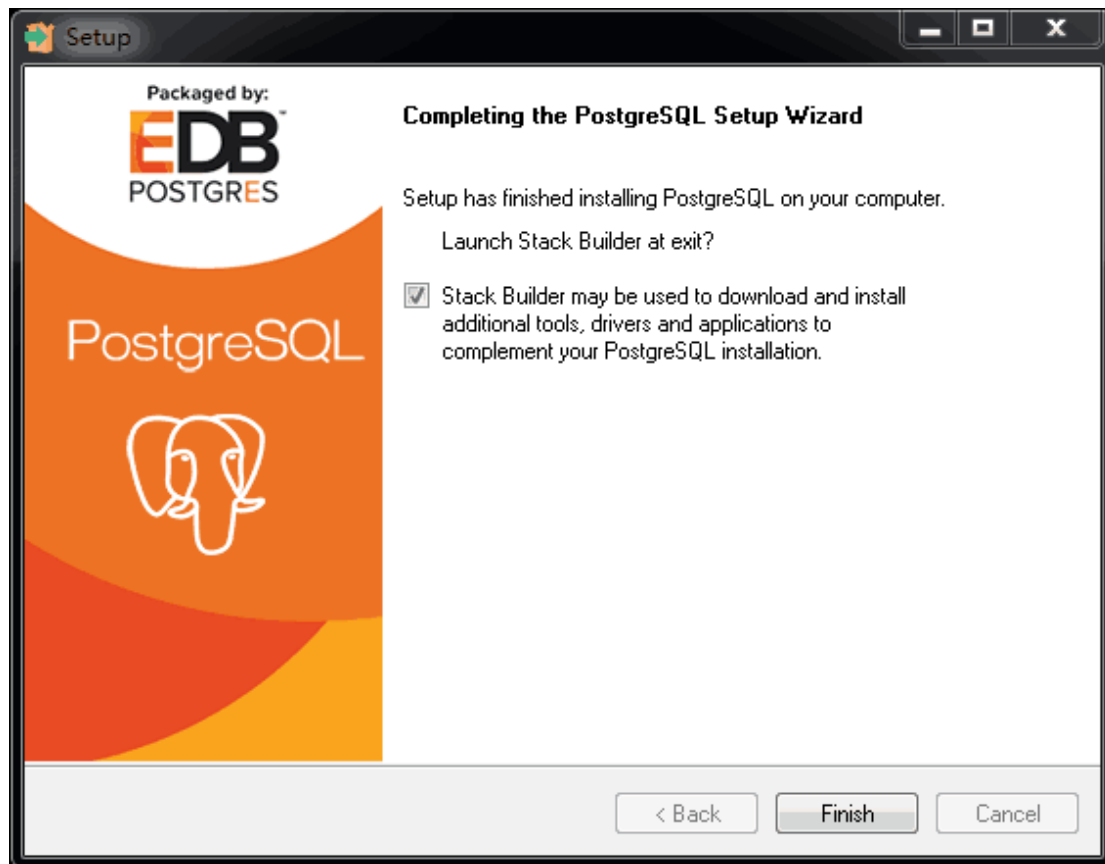 Setup
Packaged by:
EDB™
POSTGRES
PostgreSQL
Completing the PostgreSQL Setup Wizard
Setup has finished installing PostgreSQL on your computer.
Launch Stack Builder at exit?
Stack Builder may be used to download and install
additional tools, drivers and applications to
complement your PostgreSQL installation.
< Back
Finish
Cancel